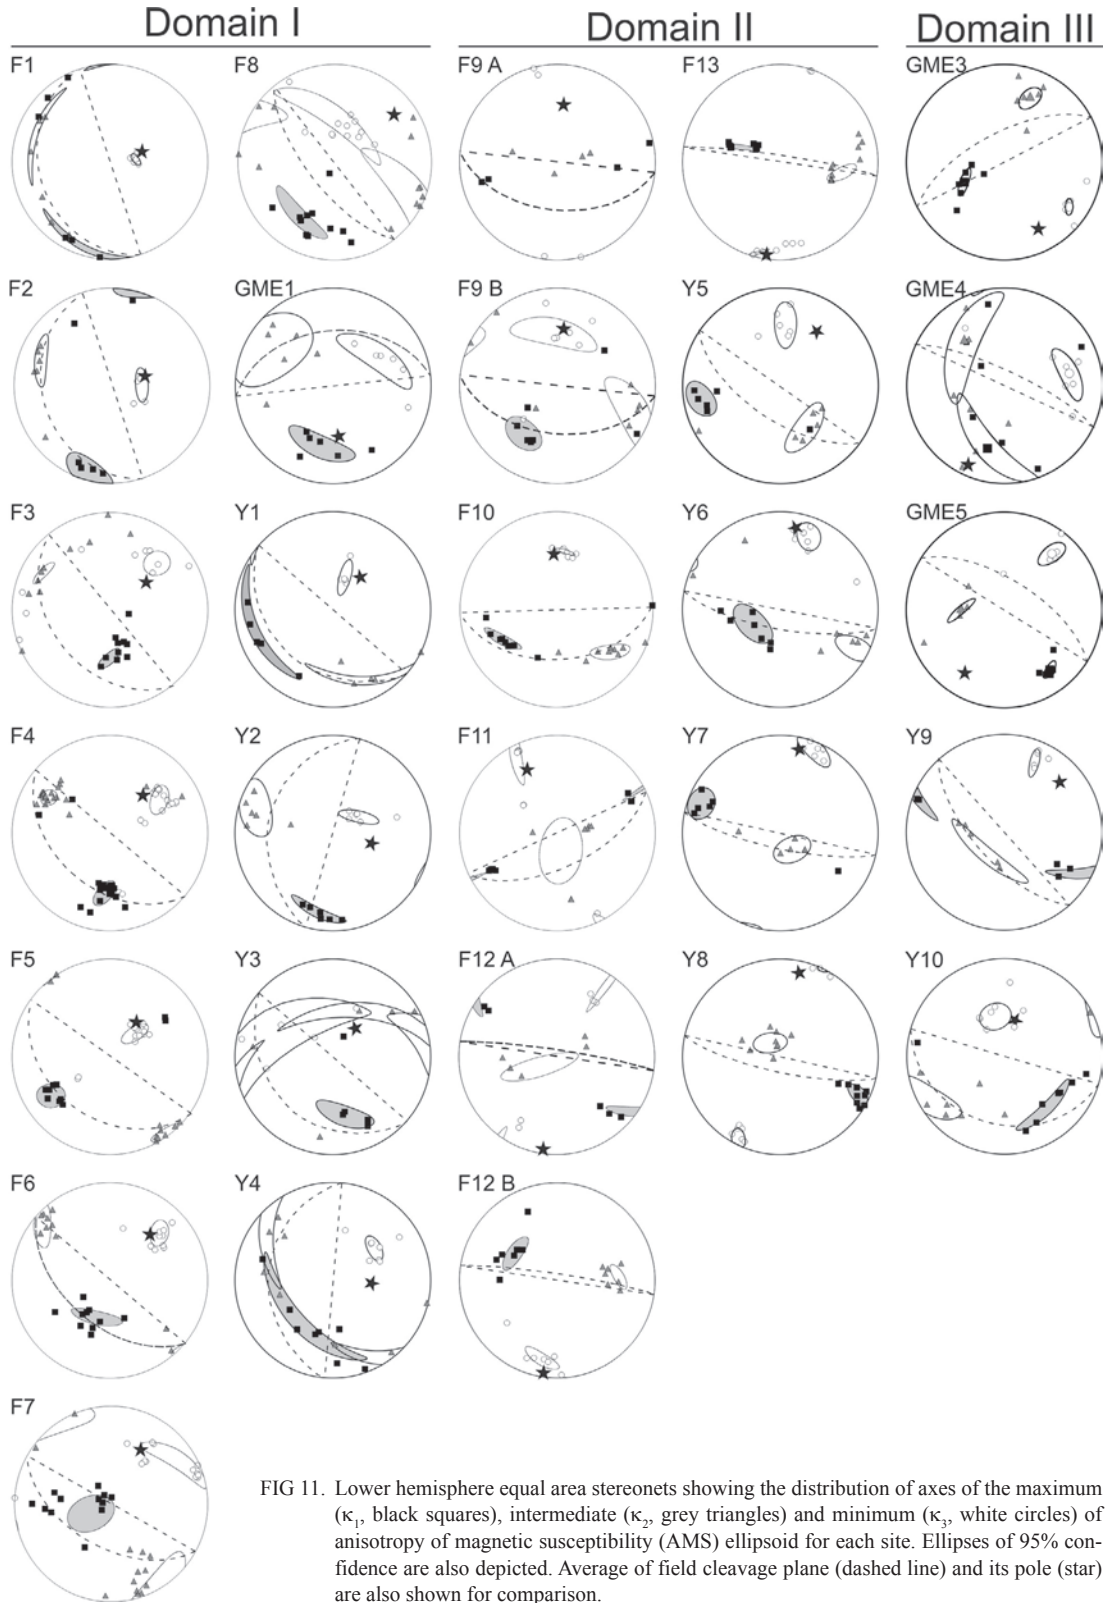 Domain I Domain II Domain III
F1 F8 F9 A F13 GME3
F2 GME1 F9 B Y5 GME4
F3 Y1 F10 Y6 GME5
F4 Y2 F11 Y7 Y9
F5 Y3 F12 A Y8 Y10
F6 Y4 F12 B
F7
FIG 11. Lower hemisphere equal area stereonets showing the distribution of axes of the maximum
(κ₁, black squares), intermediate (κ₂, grey triangles) and minimum (κ₃, white circles) of
anisotropy of magnetic susceptibility (AMS) ellipsoid for each site. Ellipses of 95% con-
fidence are also depicted. Average of field cleavage plane (dashed line) and its pole (star)
are also shown for comparison.